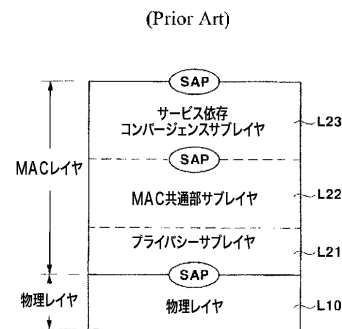 (Prior Art)
SAP
サービス依存
コンバージェンスサブレイヤ
L23
SAP
MACレイヤ
MAC共通部サブレイヤ
L22
プライバシーサブレイヤ
L21
SAP
物理レイヤ
物理レイヤ
L10